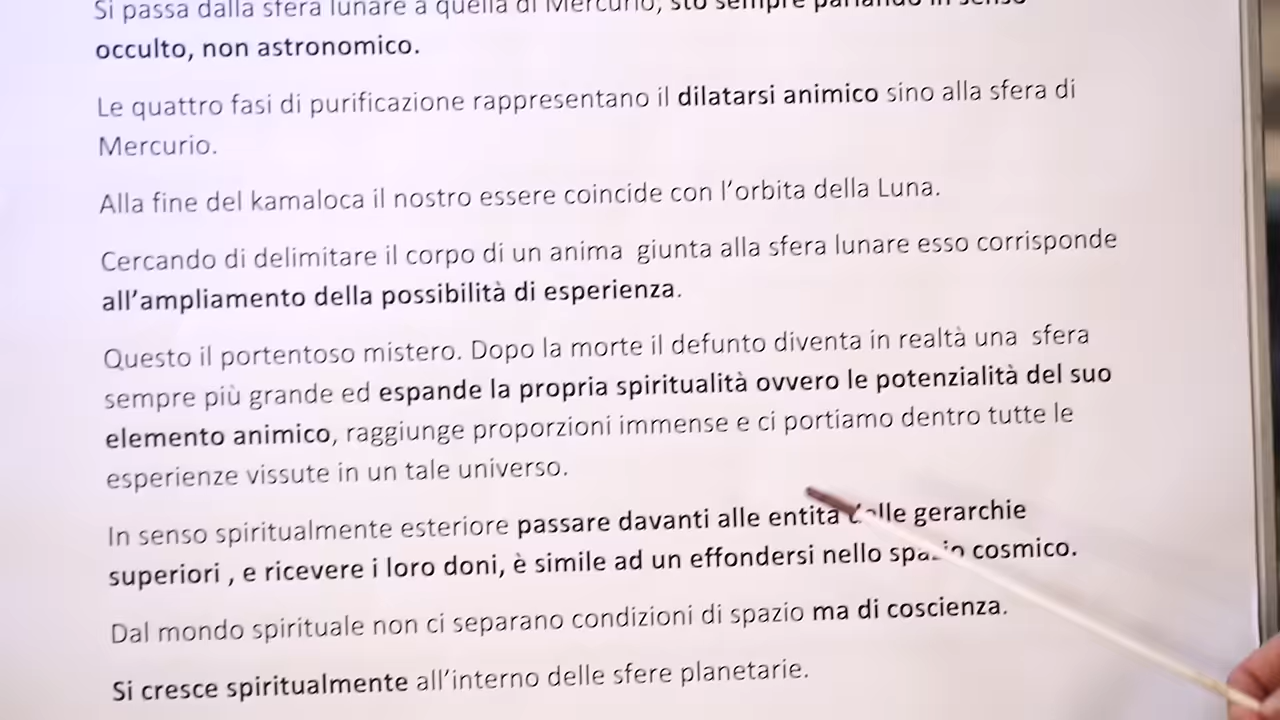 Si passa dalla sfera lunare a quella di Mercurio, sto sempre parlando in senso
occulto, non astronomico.
Le quattro fasi di purificazione rappresentano il dilatarsi animico sino alla sfera di
Mercurio.
Alla fine del kamaloca il nostro essere coincide con l'orbita della Luna.
Cercando di delimitare il corpo di un anima giunta alla sfera lunare esso corrisponde
all'ampliamento della possibilità di esperienza.
Questo il portentoso mistero. Dopo la morte il defunto diventa in realtà una sfera
sempre più grande ed espande la propria spiritualità ovvero le potenzialità del suo
elemento animico, raggiunge proporzioni immense e ci portiamo dentro tutte le
esperienze vissute in un tale universo.
In senso spiritualmente esteriore passare davanti alle entità delle gerarchie
superiori , e ricevere i loro doni, è simile ad un effondersi nello spazio cosmico.
Dal mondo spirituale non ci separano condizioni di spazio ma di coscienza.
Si cresce spiritualmente all'interno delle sfere planetarie.